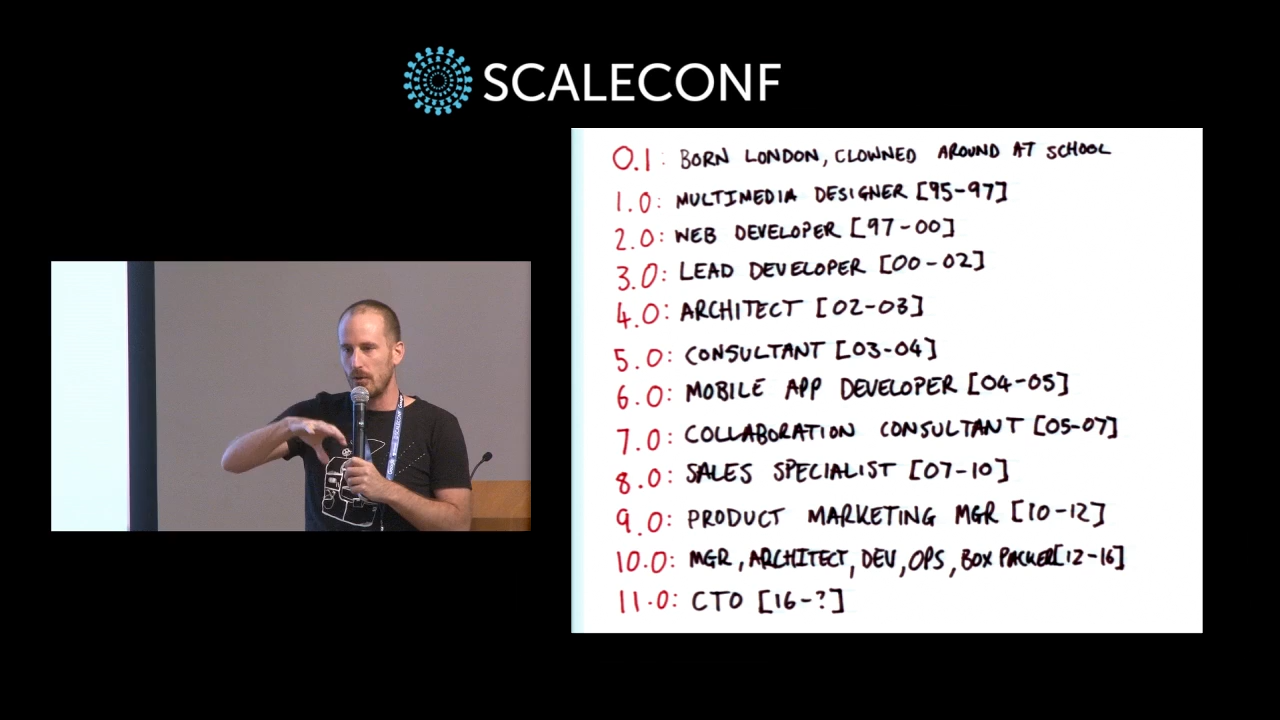 SCALECONF
0.1: BORN LONDON, CLOWNED AROUND AT SCHOOL
1.0: MULTIMEDIA DESIGNER [95-97]
2.0: WEB DEVELOPER [97-00]
3.0: LEAD DEVELOPER [00-02]
4.0: ARCHITECT [02-03]
5.0: CONSULTANT [03-04]
6.0: MOBILE APP DEVELOPER [04-05]
7.0: COLLABORATION CONSULTANT [05-07]
8.0: SALES SPECIALIST [07-10]
9.0: PRODUCT MARKETING MGR [10-12]
10.0: MGR, ARCHITECT, DEV, OPS, BOX PACKER[12-16]
11.0: CTO [16-?]